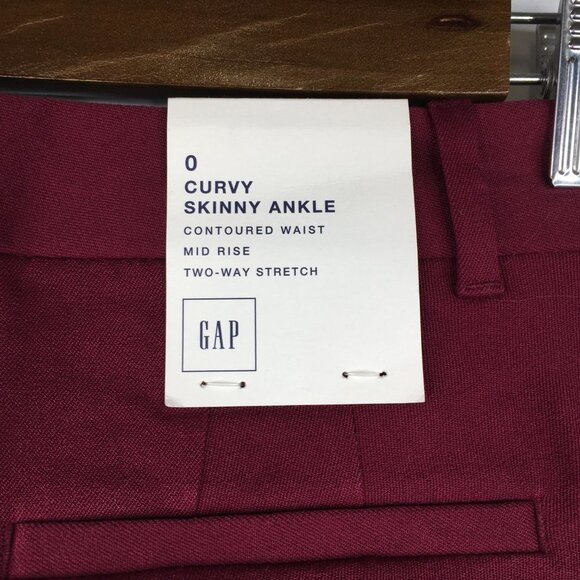 0
CURVY
SKINNY ANKLE
CONTOURED WAIST
MID RISE
TWO-WAY STRETCH
GAP